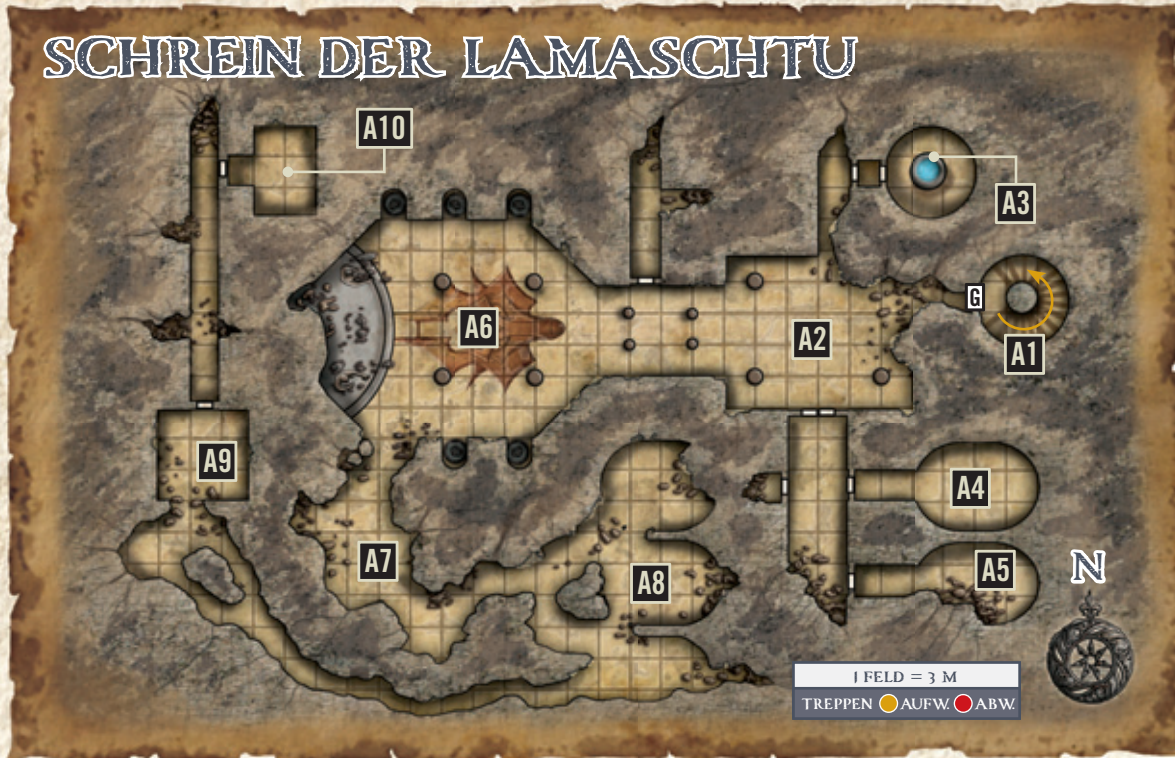 SCHREIN DER LAMASCHTU
A10
A3
G
A6
A2
A1
A9
A4
A7
A8
A5
N
1 FELD = 3 M
TREPPEN AUFW. ABW.